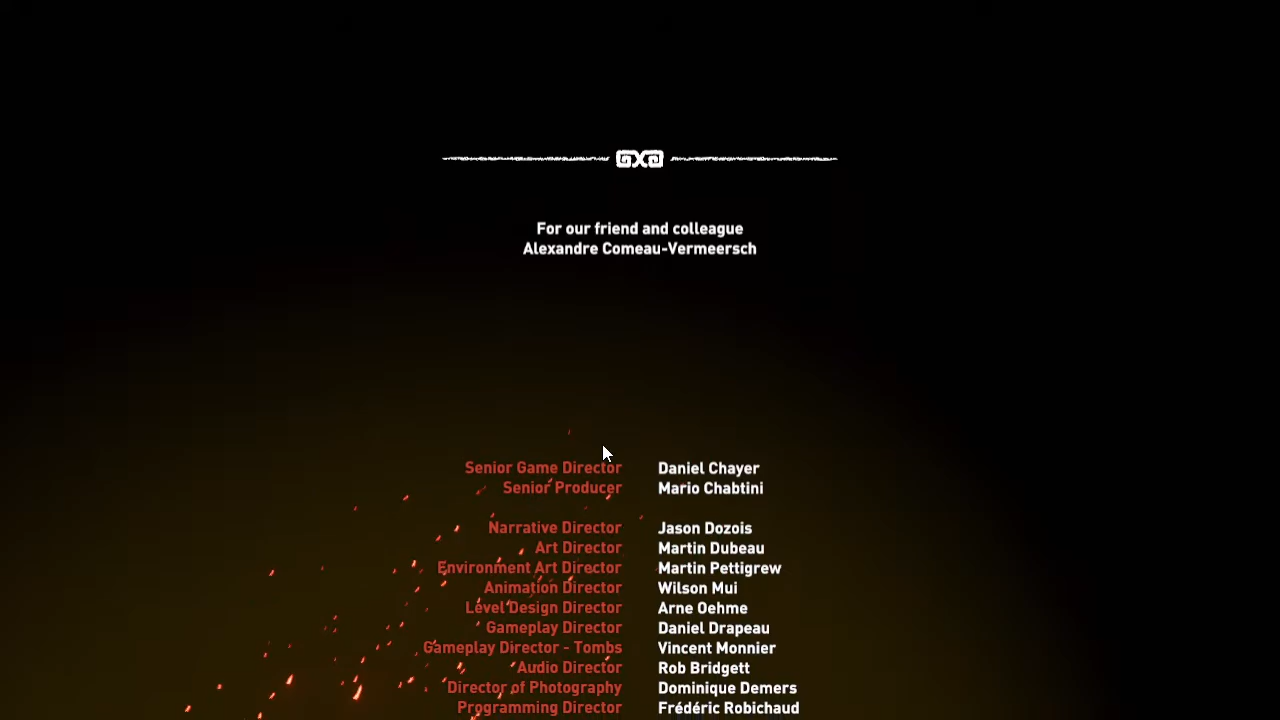 For our friend and colleague
Alexandre Comeau-Vermeersch
Senior Game Director Daniel Chayer
Senior Producer Mario Chabtini
Narrative Director Jason Dozois
Art Director Martin Dubeau
Environment Art Director Martin Pettigrew
Animation Director Wilson Mui
Level Design Director Arne Oehme
Gameplay Director Daniel Drapeau
Gameplay Director - Tombs Vincent Monnier
Audio Director Rob Bridgett
Director of Photography Dominique Demers
Programming Director Frédéric Robichaud